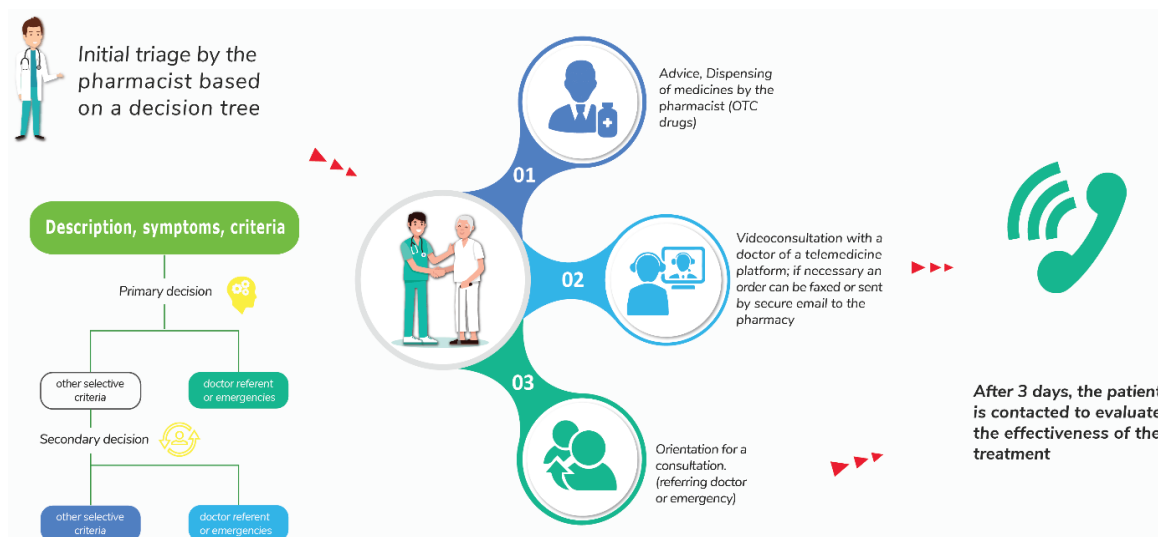 Initial triage by the
pharmacist based
on a decision tree
Description, symptoms, criteria
Primary decision
other selective
criteria
doctor referent
or emergencies
Secondary decision
other selective
criteria
doctor referent
or emergencies
01
Advice, Dispensing
of medicines by the
pharmacist (OTC
drugs)
02
Videoconsultation with a
doctor of a telemedicine
platform; if necessary an
order can be faxed or sent
by secure email to the
pharmacy
03
Orientation for a
consultation.
(referring doctor
or emergency)
After 3 days, the patient
is contacted to evaluate
the effectiveness of the
treatment